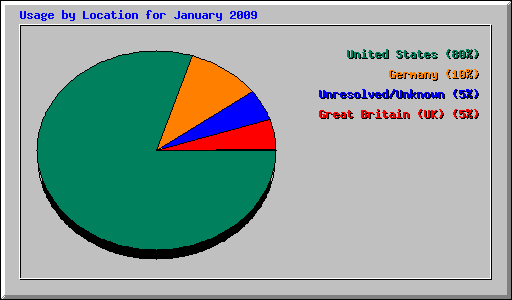 Usage by Location for January 2009
United States (80%)
Germany (10%)
Unresolved/Unknown (5%)
Great Britain (UK) (5%)